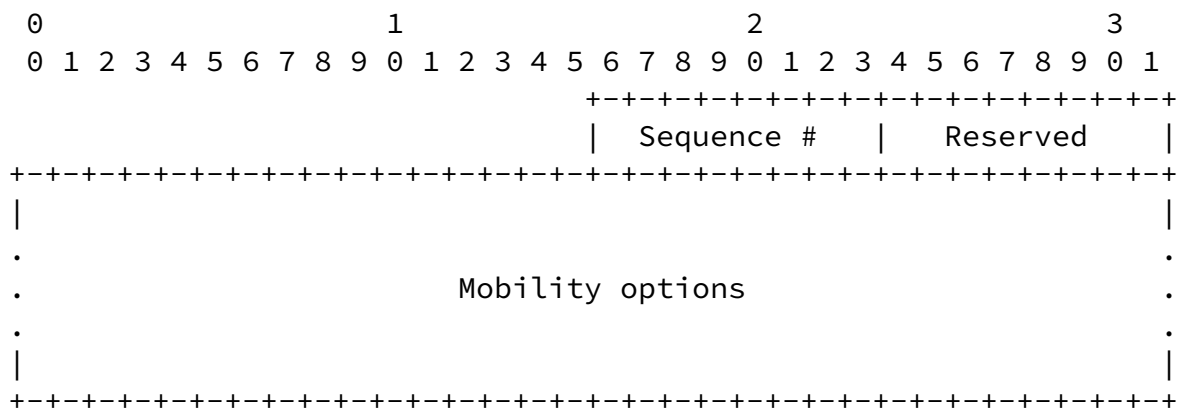 0                   1                   2                   3
 0 1 2 3 4 5 6 7 8 9 0 1 2 3 4 5 6 7 8 9 0 1 2 3 4 5 6 7 8 9 0 1
                                +-+-+-+-+-+-+-+-+-+-+-+-+-+-+-+-+
                                |  Sequence #   |   Reserved    |
+-+-+-+-+-+-+-+-+-+-+-+-+-+-+-+-+-+-+-+-+-+-+-+-+-+-+-+-+-+-+-+-+
|                                                               |
.                                                               .
.                        Mobility options                       .
.                                                               .
|                                                               |
+-+-+-+-+-+-+-+-+-+-+-+-+-+-+-+-+-+-+-+-+-+-+-+-+-+-+-+-+-+-+-+-+